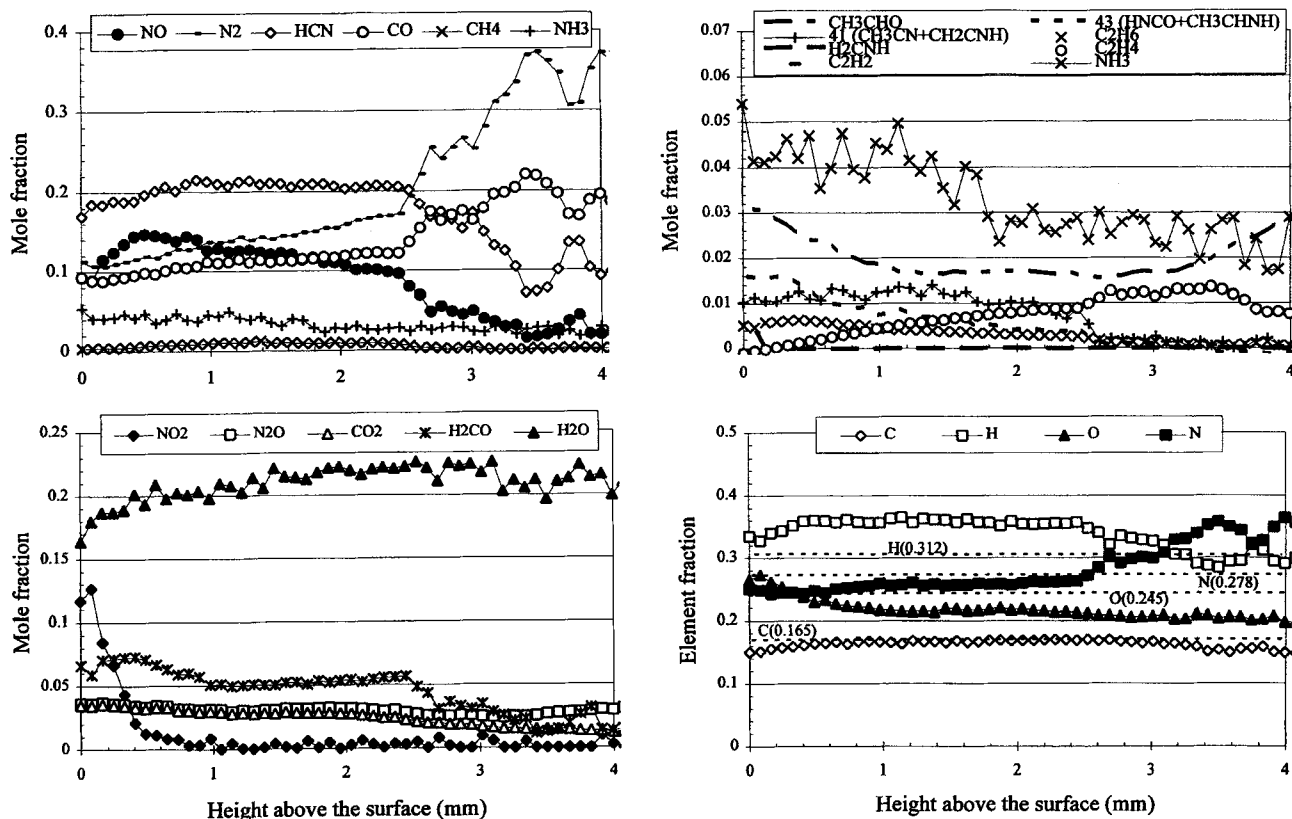 NO N2 HCN CO CH4 NH3
0.4
0.3
0.2
0.1
0
Mole fraction
0 1 2 3 4
CH3CHO 43 (HNCO+CH3CHNH)
41 (CH3CN+CH2CNH) C2H6
H2CNH C2H4
C2H2 NH3
0.07
0.06
0.05
0.04
0.03
0.02
0.01
0
Mole fraction
0 1 2 3 4
NO2 N2O CO2 H2CO H2O
0.25
0.2
0.15
0.1
0.05
0
Mole fraction
0 1 2 3 4
Height above the surface (mm)
C H O N
0.5
0.4
0.3
0.2
0.1
0
Element fraction
H(0.312)
N(0.278)
O(0.245)
C(0.165)
0 1 2 3 4
Height above the surface (mm)